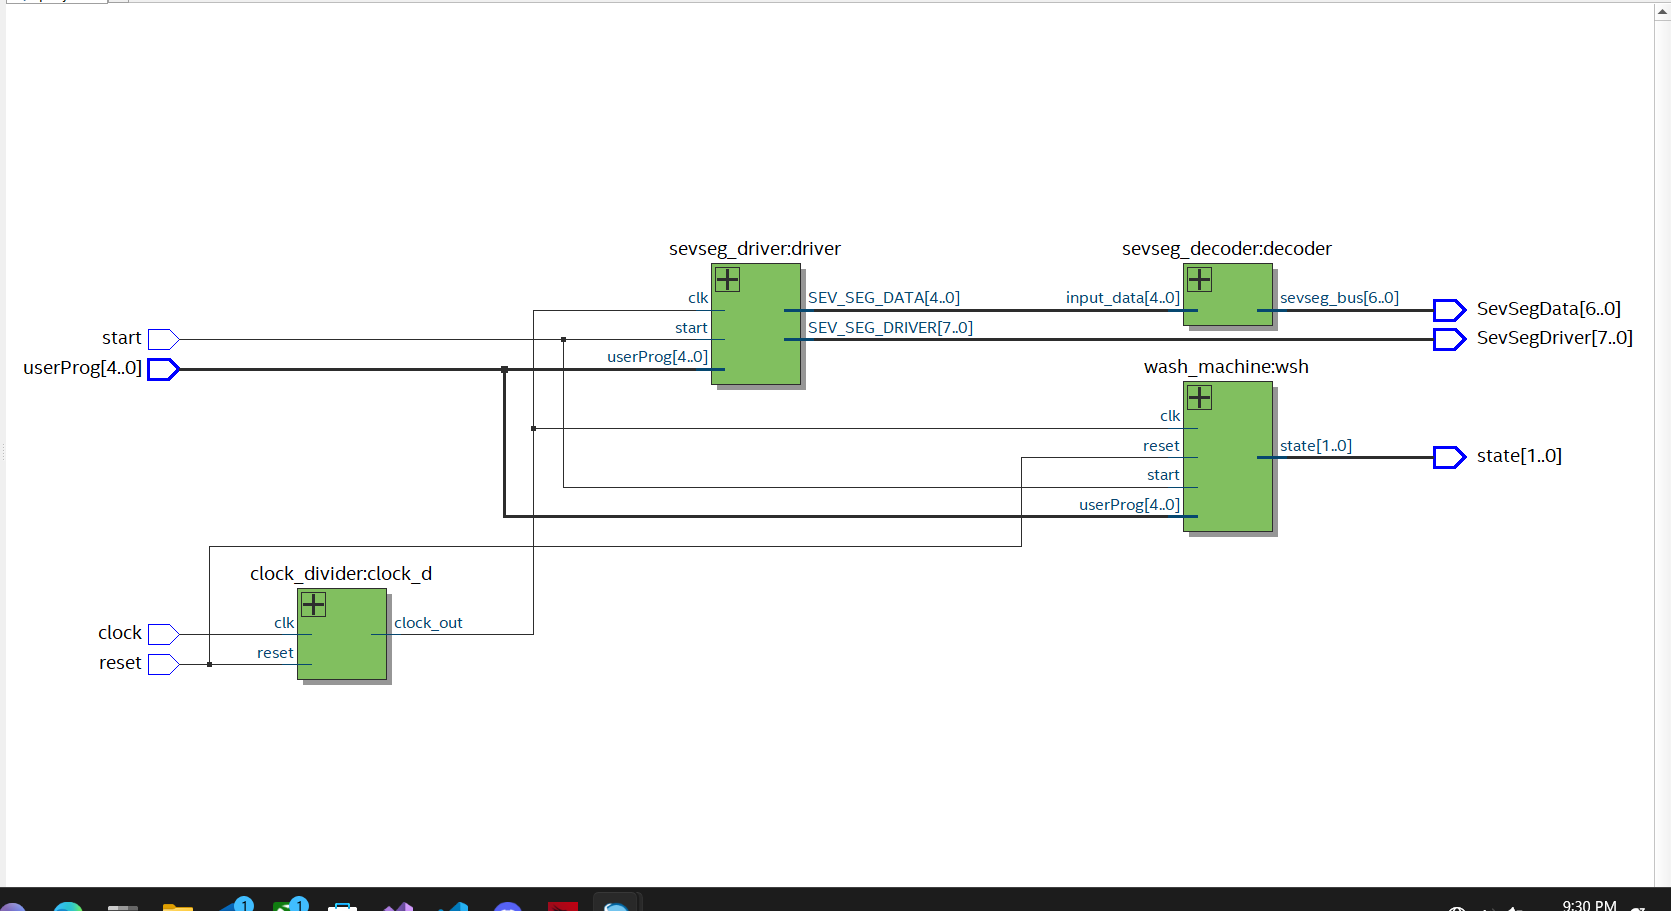 sevseg_driver:driver
sevseg_decoder:decoder
clk
SEV_SEG_DATA[4..0]
input_data[4..0]
sevseg_bus[6..0]
SevSegData[6..0]
start
start
SEV_SEG_DRIVER[7..0]
SevSegDriver[7..0]
userProg[4..0]
userProg[4..0]
wash_machine:wsh
clk
reset
state[1..0]
state[1..0]
start
userProg[4..0]
clock_divider:clock_d
clock
clk
clock_out
reset
reset
1
1
9:30 PM